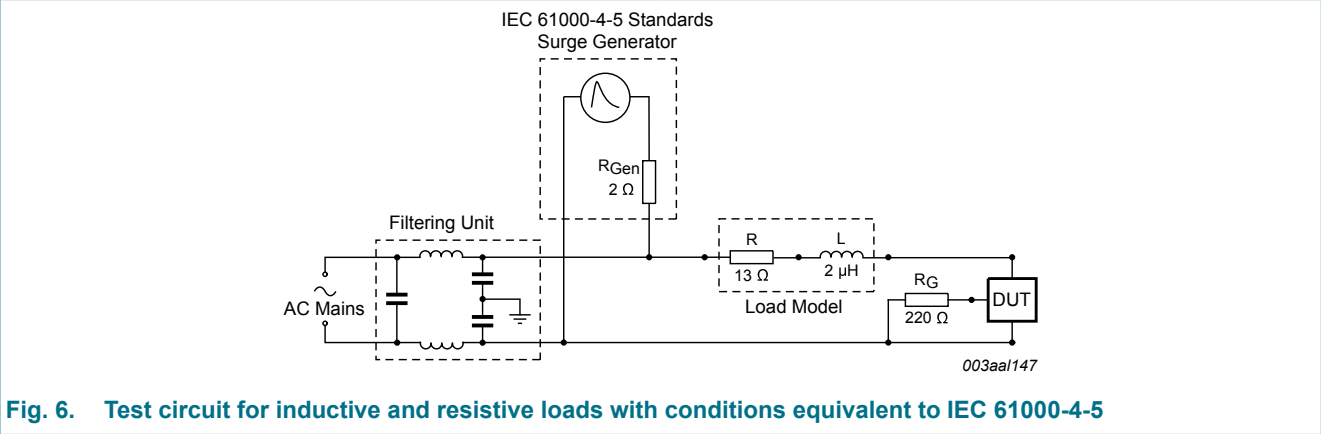 IEC 61000-4-5 Standards
Surge Generator
RGen
2 Ω
Filtering Unit
AC Mains
R
13 Ω
L
2 μH
Load Model
RG
220 Ω
DUT
003aal147
Fig. 6. Test circuit for inductive and resistive loads with conditions equivalent to IEC 61000-4-5